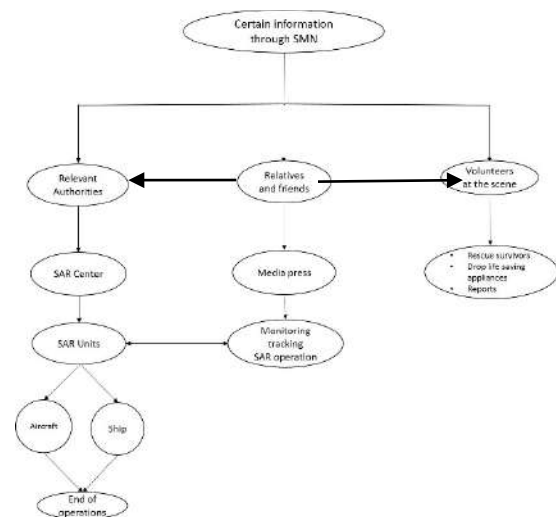 Certain information
through SMN
Relevant
Authorities
Relatives
and friends
Volunteers
at the scene
SAR Center
Media press
• Rescue survivors
• Drop life saving
appliances
• Reports
SAR Units
Monitoring
tracking
SAR operation
Aircraft
Ship
End of
operations